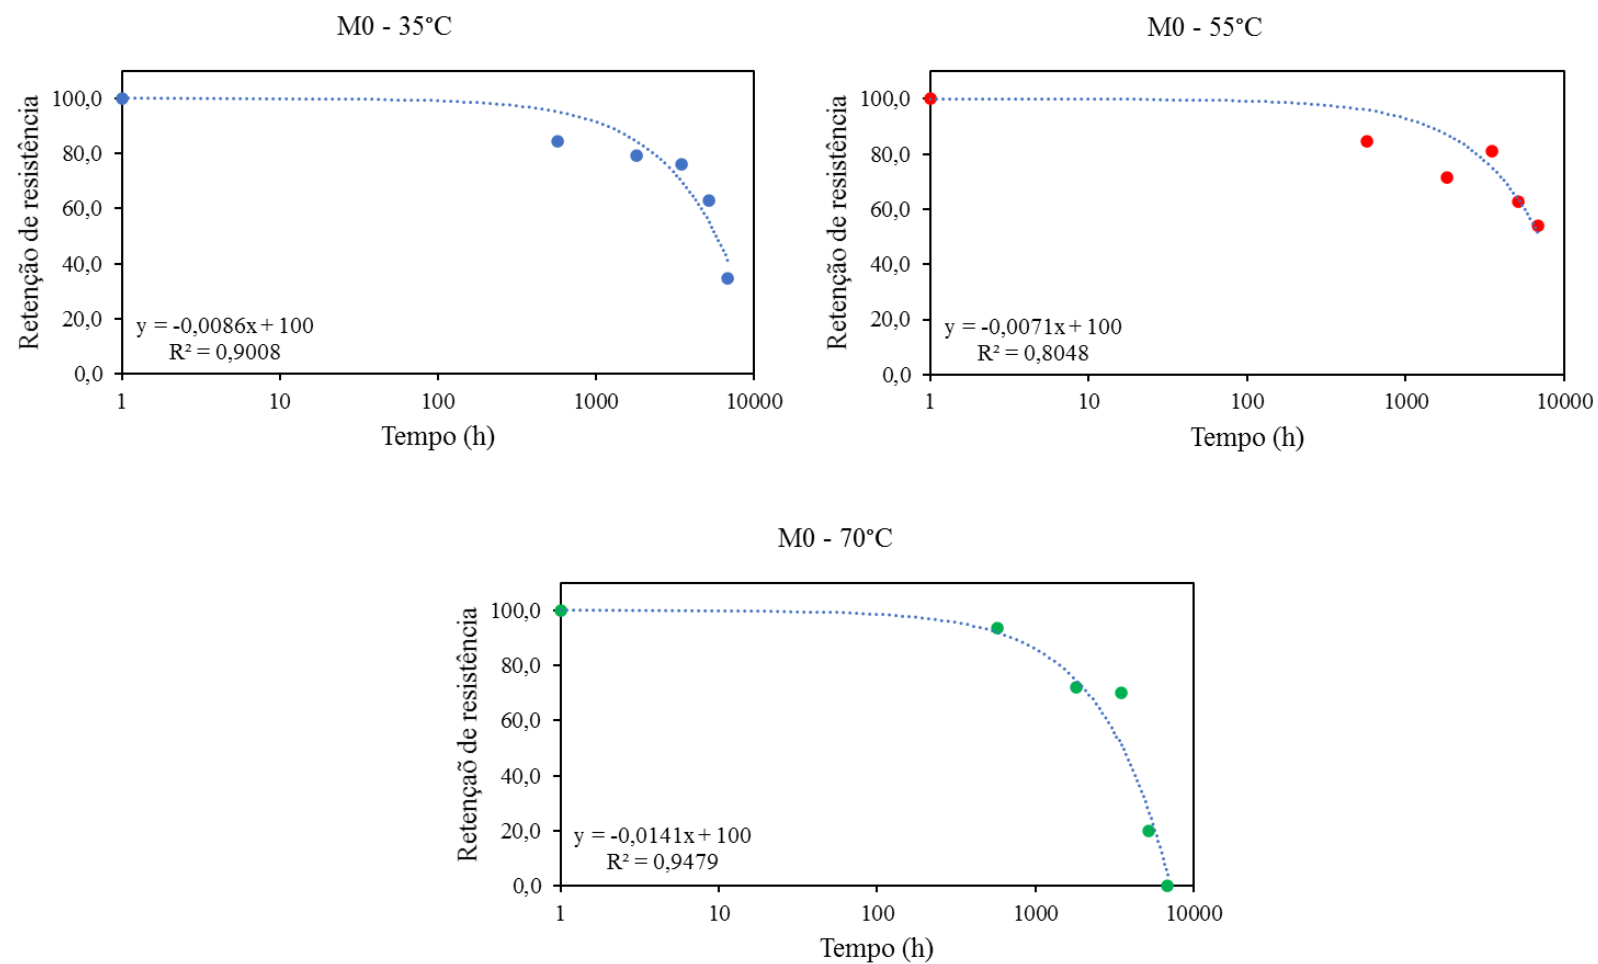 M0 - 35°C
Retenção de resistência
100,0
80,0
60,0
40,0
20,0
0,0
y = -0,0086x + 100
R² = 0,9008
1 10 100 1000 10000
Tempo (h)
M0 - 55°C
Retenção de resistência
100,0
80,0
60,0
40,0
20,0
0,0
y = -0,0071x + 100
R² = 0,8048
1 10 100 1000 10000
Tempo (h)
M0 - 70°C
Retençaõ de resistência
100,0
80,0
60,0
40,0
20,0
0,0
y = -0,0141x + 100
R² = 0,9479
1 10 100 1000 10000
Tempo (h)